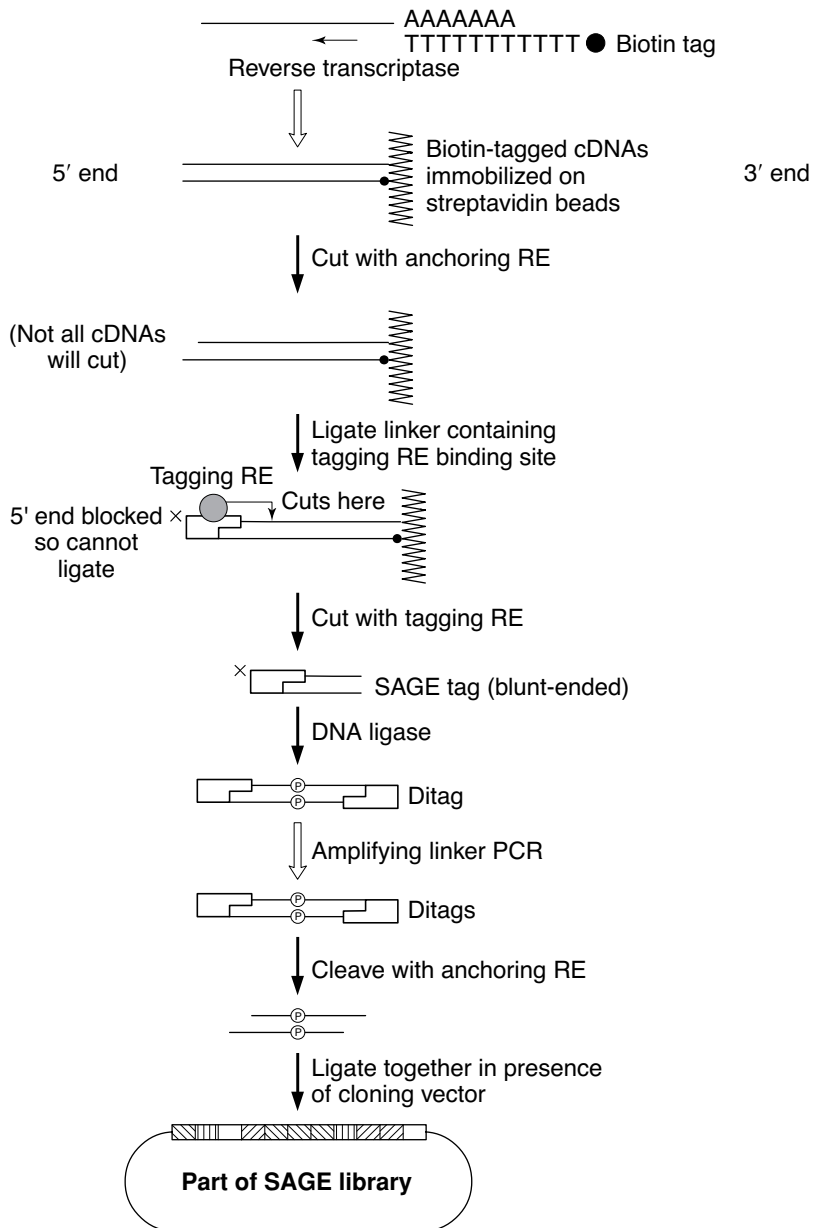 AAAAAAA
TTTTTTTTTTT Biotin tag
Reverse transcriptase
5′ end
Biotin-tagged cDNAs
immobilized on
streptavidin beads
3′ end
Cut with anchoring RE
(Not all cDNAs
will cut)
Ligate linker containing
tagging RE binding site
Tagging RE
Cuts here
5' end blocked ×
so cannot
ligate
Cut with tagging RE
×
SAGE tag (blunt-ended)
DNA ligase
P
P
Ditag
Amplifying linker PCR
P
P
Ditags
Cleave with anchoring RE
P
P
Ligate together in presence
of cloning vector
Part of SAGE library